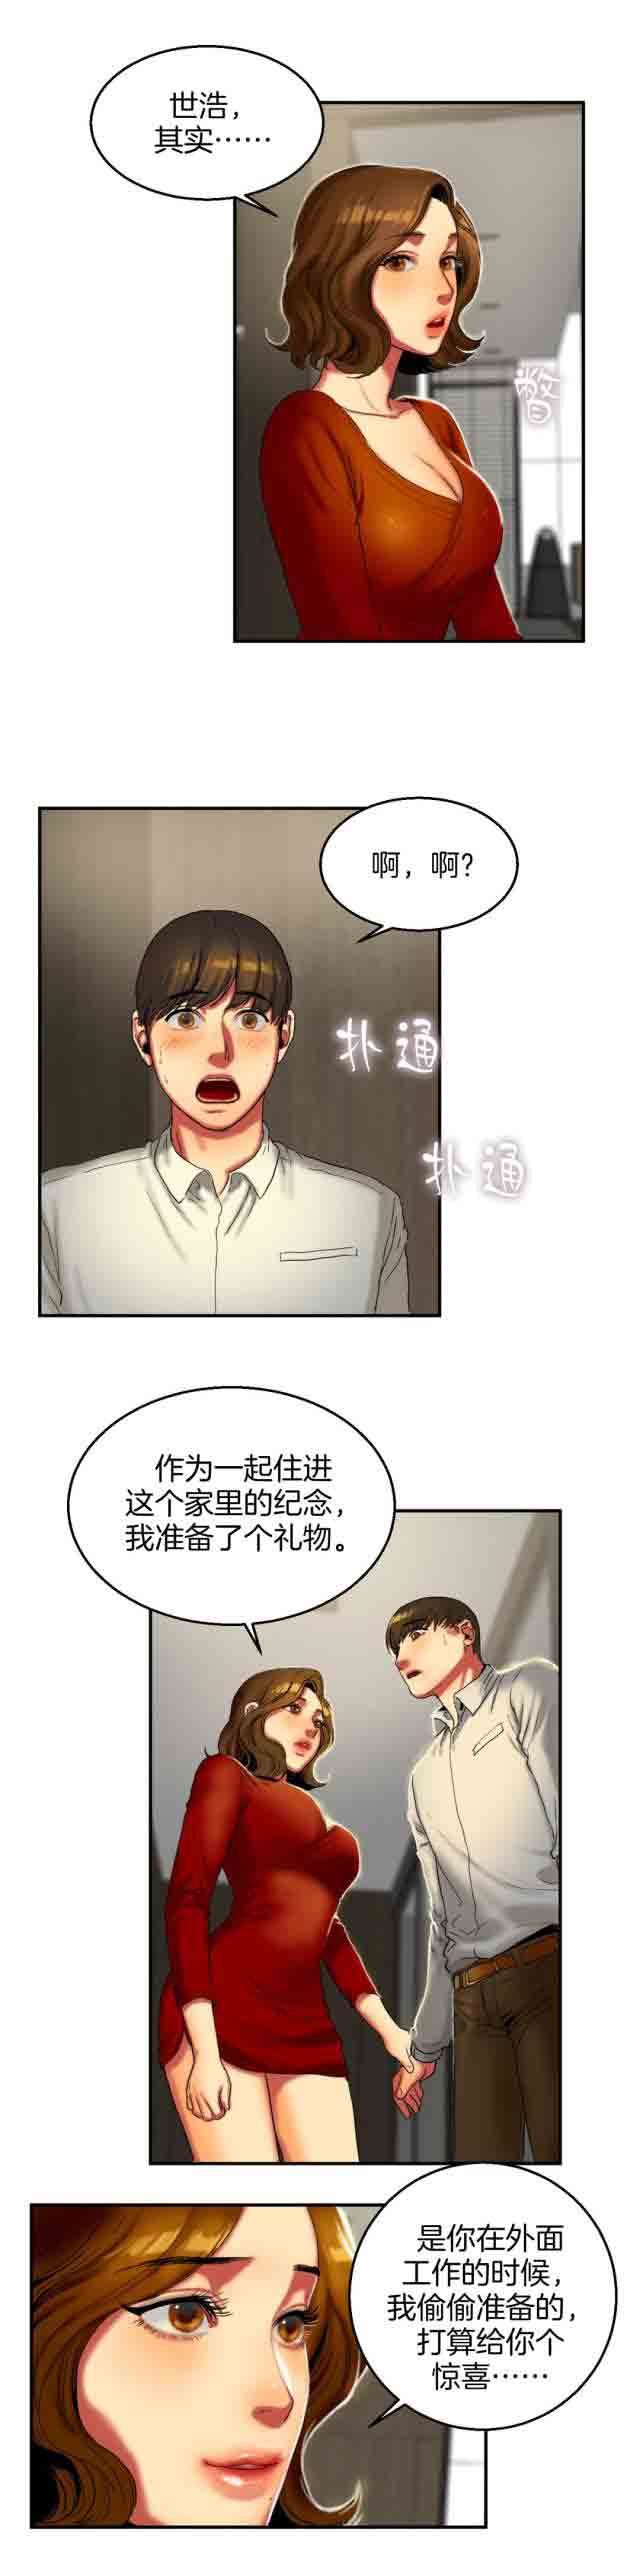 世浩，
其实……
瞥
啊，啊?
扑通
扑通
作为一起住进
这个家里的纪念，
我准备了个礼物。
是你在外面
工作的时候，
我偷偷准备的，
打算给你个
惊喜……